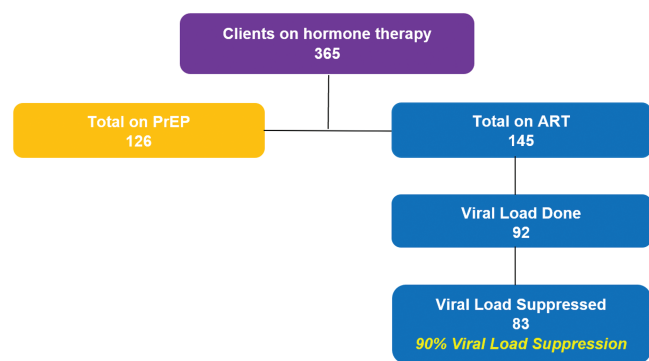 Clients on hormone therapy
365
Total on PrEP
126
Total on ART
145
Viral Load Done
92
Viral Load Suppressed
83
90% Viral Load Suppression